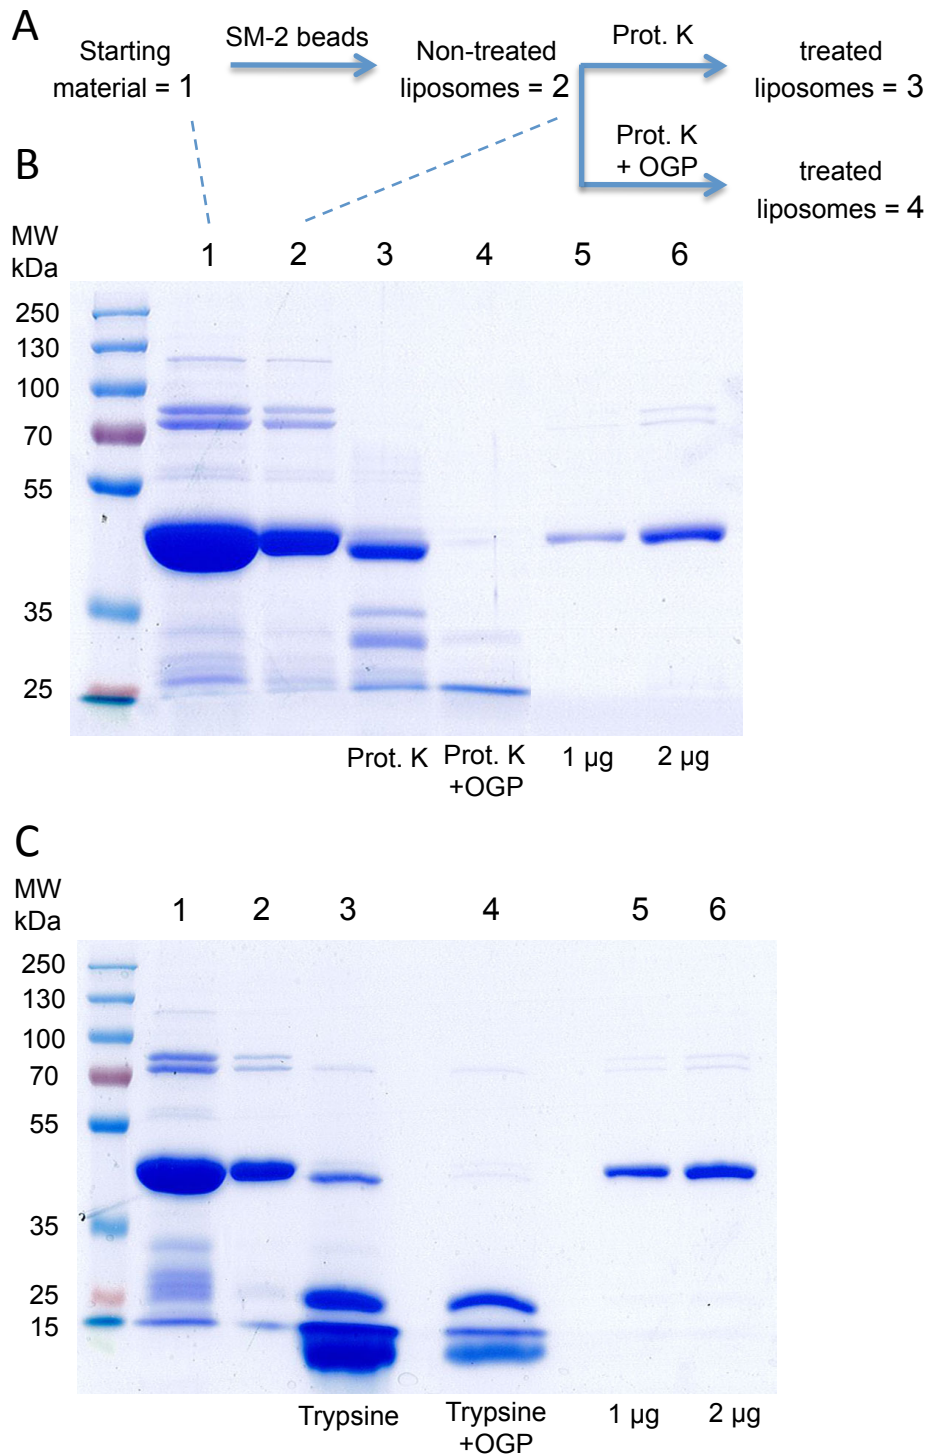 A
Starting
material = 1
SM-2 beads
Non-treated
liposomes = 2
Prot. K
treated
liposomes = 3
Prot. K
+ OGP
treated
liposomes = 4
B
MW
kDa
1 2 3 4 5 6
250
130
100
70
55
35
25
Prot. K
Prot. K
+OGP
1 µg
2 µg
C
MW
kDa
1 2 3 4 5 6
250
130
100
70
55
35
25
15
Trypsine
Trypsine
+OGP
1 µg
2 µg